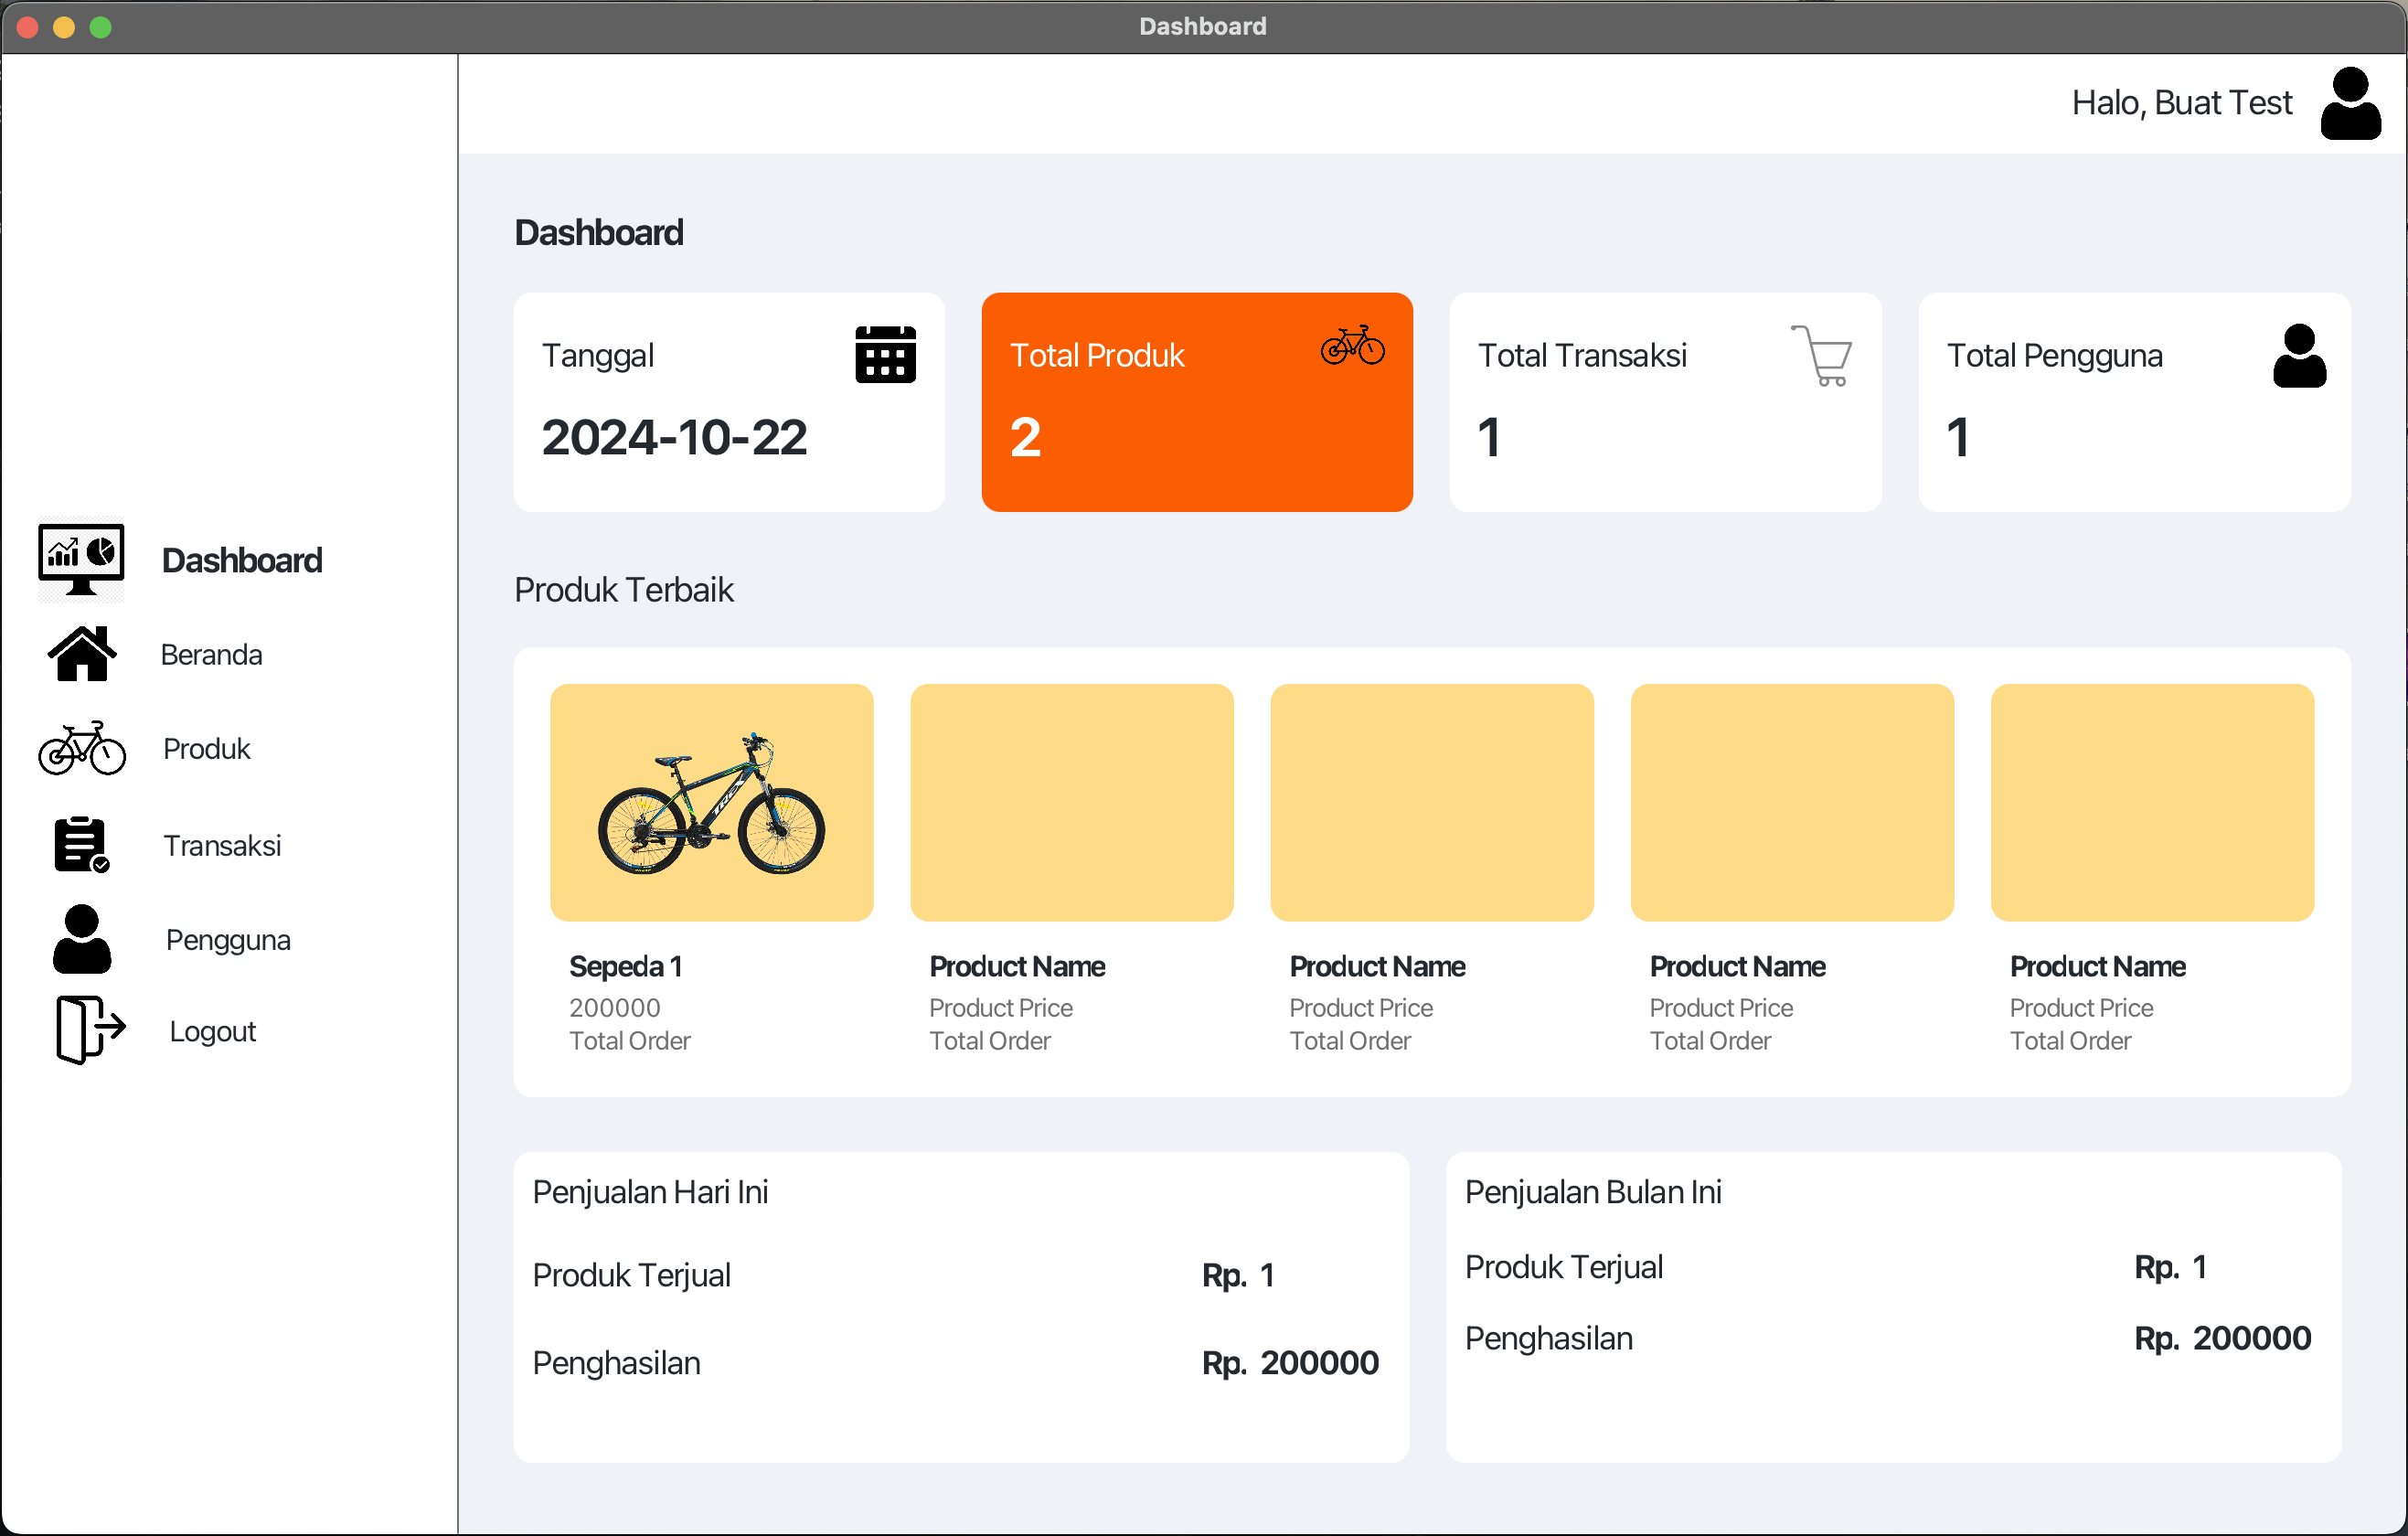 Dashboard
Halo, Buat Test
Dashboard
Tanggal
2024-10-22
Total Produk
2
Total Transaksi
1
Total Pengguna
1
Dashboard
Beranda
Produk
Transaksi
Pengguna
Logout
Produk Terbaik
TREX
Sepeda 1
200000
Total Order
Product Name
Product Price
Total Order
Product Name
Product Price
Total Order
Product Name
Product Price
Total Order
Product Name
Product Price
Total Order
Penjualan Hari Ini
Produk Terjual Rp. 1
Penghasilan Rp. 200000
Penjualan Bulan Ini
Produk Terjual Rp. 1
Penghasilan Rp. 200000